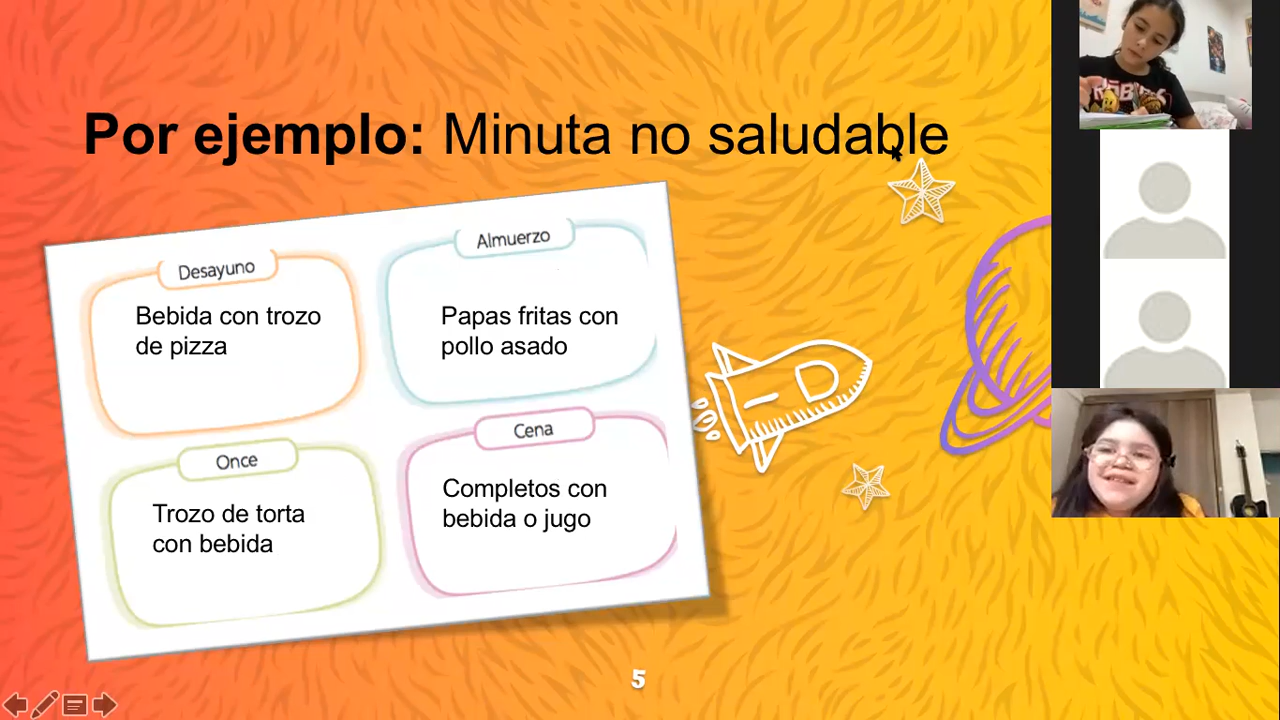 Por ejemplo: Minuta no saludable
Desayuno
Bebida con trozo
de pizza
Almuerzo
Papas fritas con
pollo asado
Once
Trozo de torta
con bebida
Cena
Completos con
bebida o jugo
5